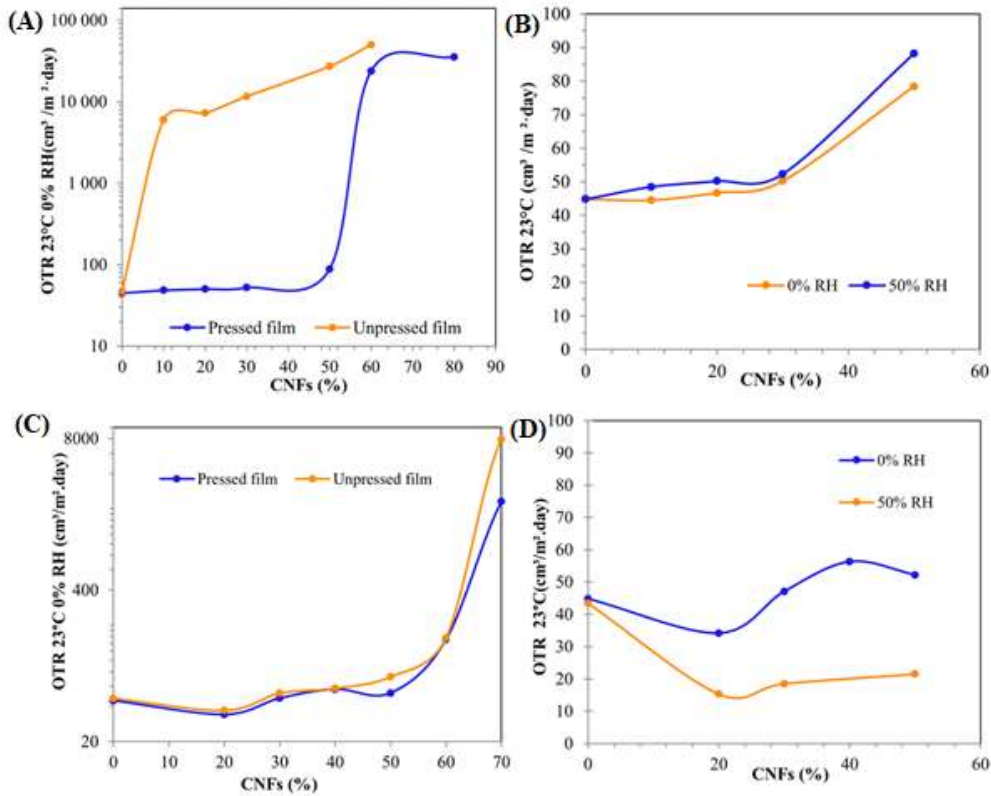 (A)
OTR 23°C 0% RH(cm³ /m ²·day)
100 000
10 000
1 000
100
10
0 10 20 30 40 50 60 70 80 90
CNFs (%)
Pressed film Unpressed film
(B)
OTR 23°C (cm³ /m ²·day)
100
90
80
70
60
50
40
30
20
10
0
0 20 40 60
CNFs (%)
0% RH 50% RH
(C)
OTR 23°C 0% RH (cm³/m².day)
8000
400
20
0 10 20 30 40 50 60 70
CNFs (%)
Pressed film Unpressed film
(D)
OTR 23°C(cm³/m².day)
100
90
80
70
60
50
40
30
20
10
0
0 20 40 60
CNFs (%)
0% RH
50% RH